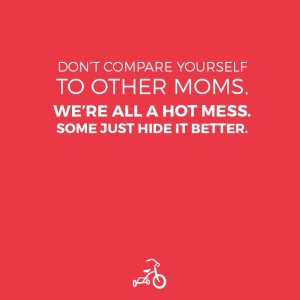 DON'T COMPARE YOURSELF
TO OTHER MOMS.
WE'RE ALL A HOT MESS.
SOME JUST HIDE IT BETTER.